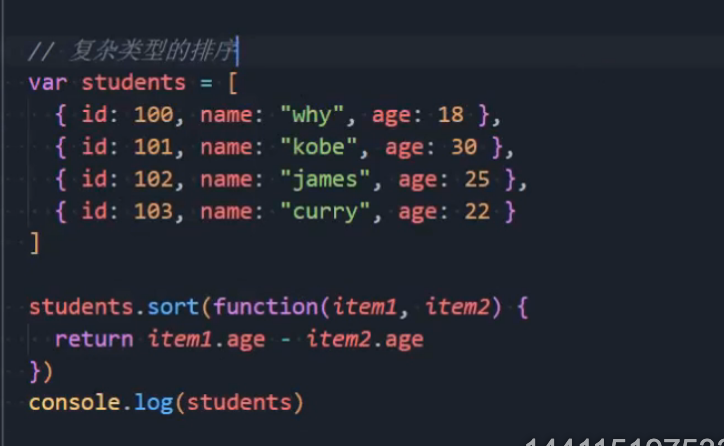 // 复杂类型的排序
var students = [
  { id: 100, name: "why", age: 18 },
  { id: 101, name: "kobe", age: 30 },
  { id: 102, name: "james", age: 25 },
  { id: 103, name: "curry", age: 22 }
]
students.sort(function(item1, item2) {
  return item1.age - item2.age
})
console.log(students)